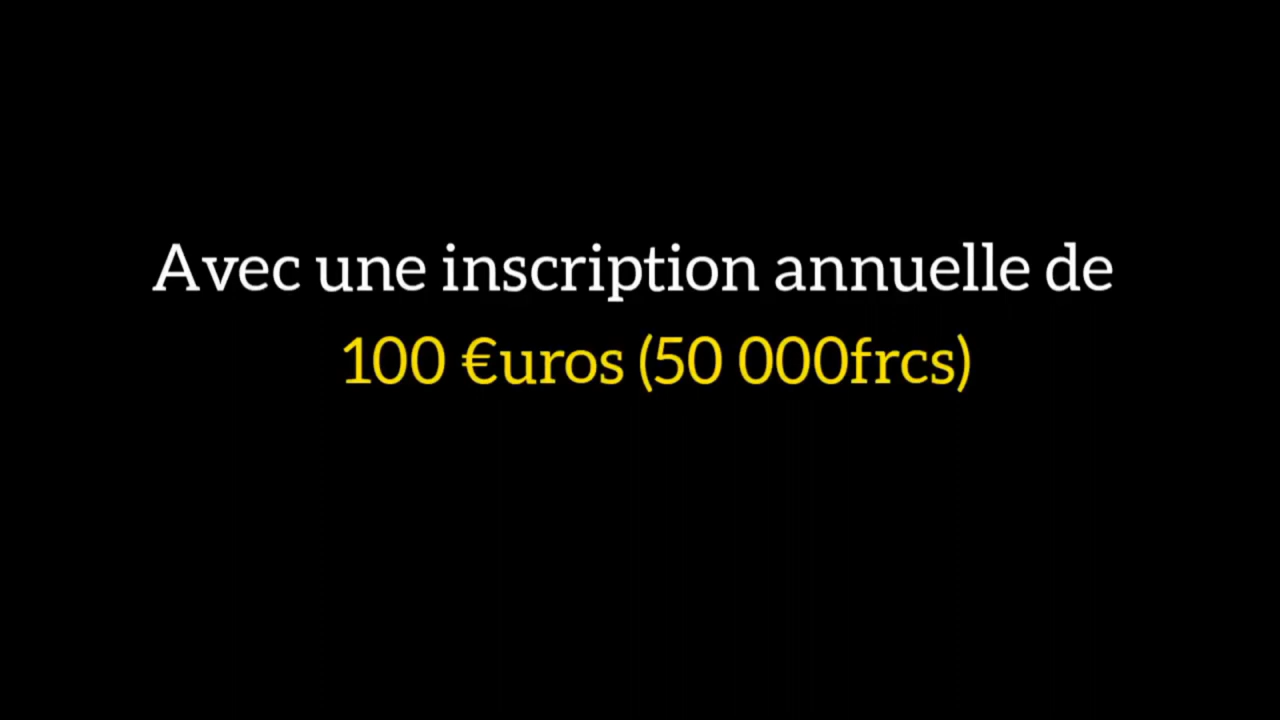 Avec une inscription annuelle de
100 €uros (50 000frcs)